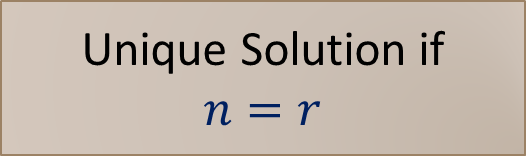 Unique Solution if
n = r